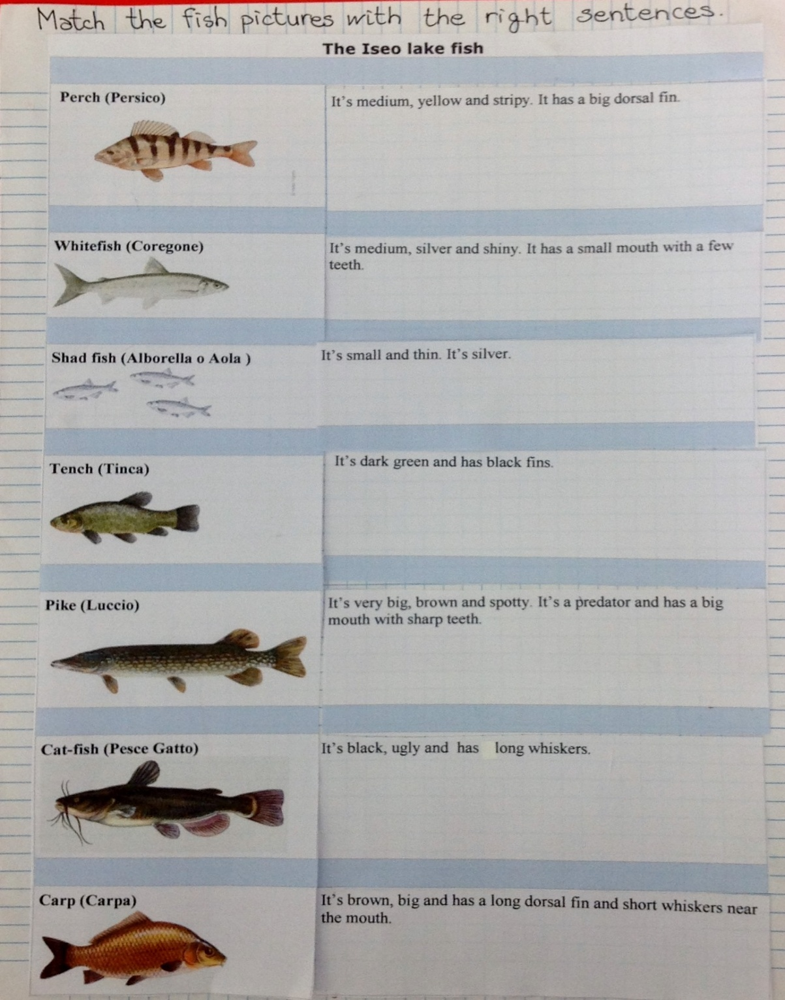 Match the fish pictures with the right sentences.
The Iseo lake fish
Perch (Persico)
It's medium, yellow and stripy. It has a big dorsal fin.
Whitefish (Coregone)
It's medium, silver and shiny. It has a small mouth with a few
teeth.
Shad fish (Alborella o Aola )
It's small and thin. It's silver.
Tench (Tinca)
It's dark green and has black fins.
Pike (Luccio)
It's very big, brown and spotty. It's a predator and has a big
mouth with sharp teeth.
Cat-fish (Pesce Gatto)
It's black, ugly and has long whiskers.
Carp (Carpa)
It's brown, big and has a long dorsal fin and short whiskers near
the mouth.